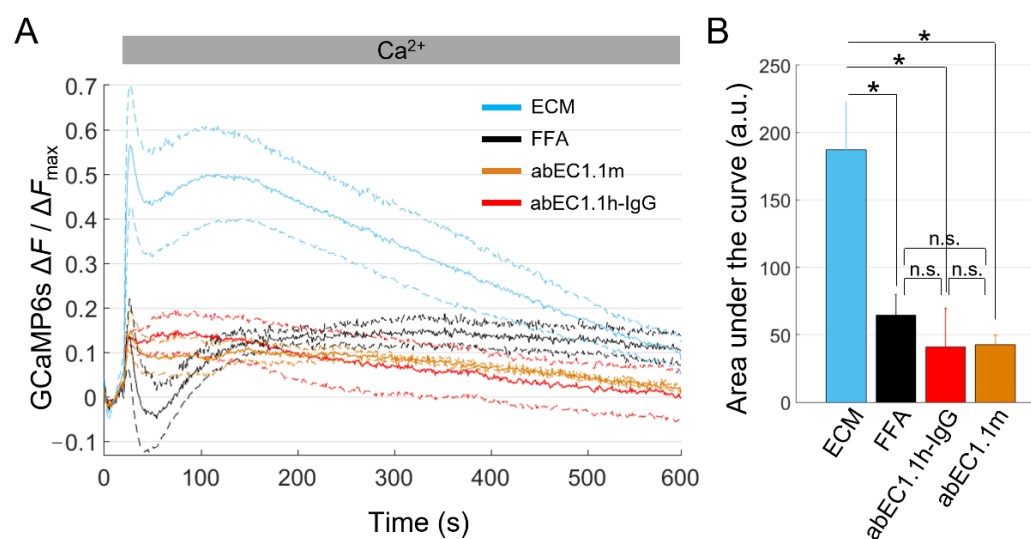 A
Ca²⁺
GCaMP6s ΔF / ΔFmax
0.7
0.6
0.5
0.4
0.3
0.2
0.1
0
−0.1
ECM
FFA
abEC1.1m
abEC1.1h-IgG
0 100 200 300 400 500 600
Time (s)
B
Area under the curve (a.u.)
250
200
150
100
50
0
*
*
*
n.s.
n.s. n.s.
ECM
FFA
abEC1.1h-IgG
abEC1.1m